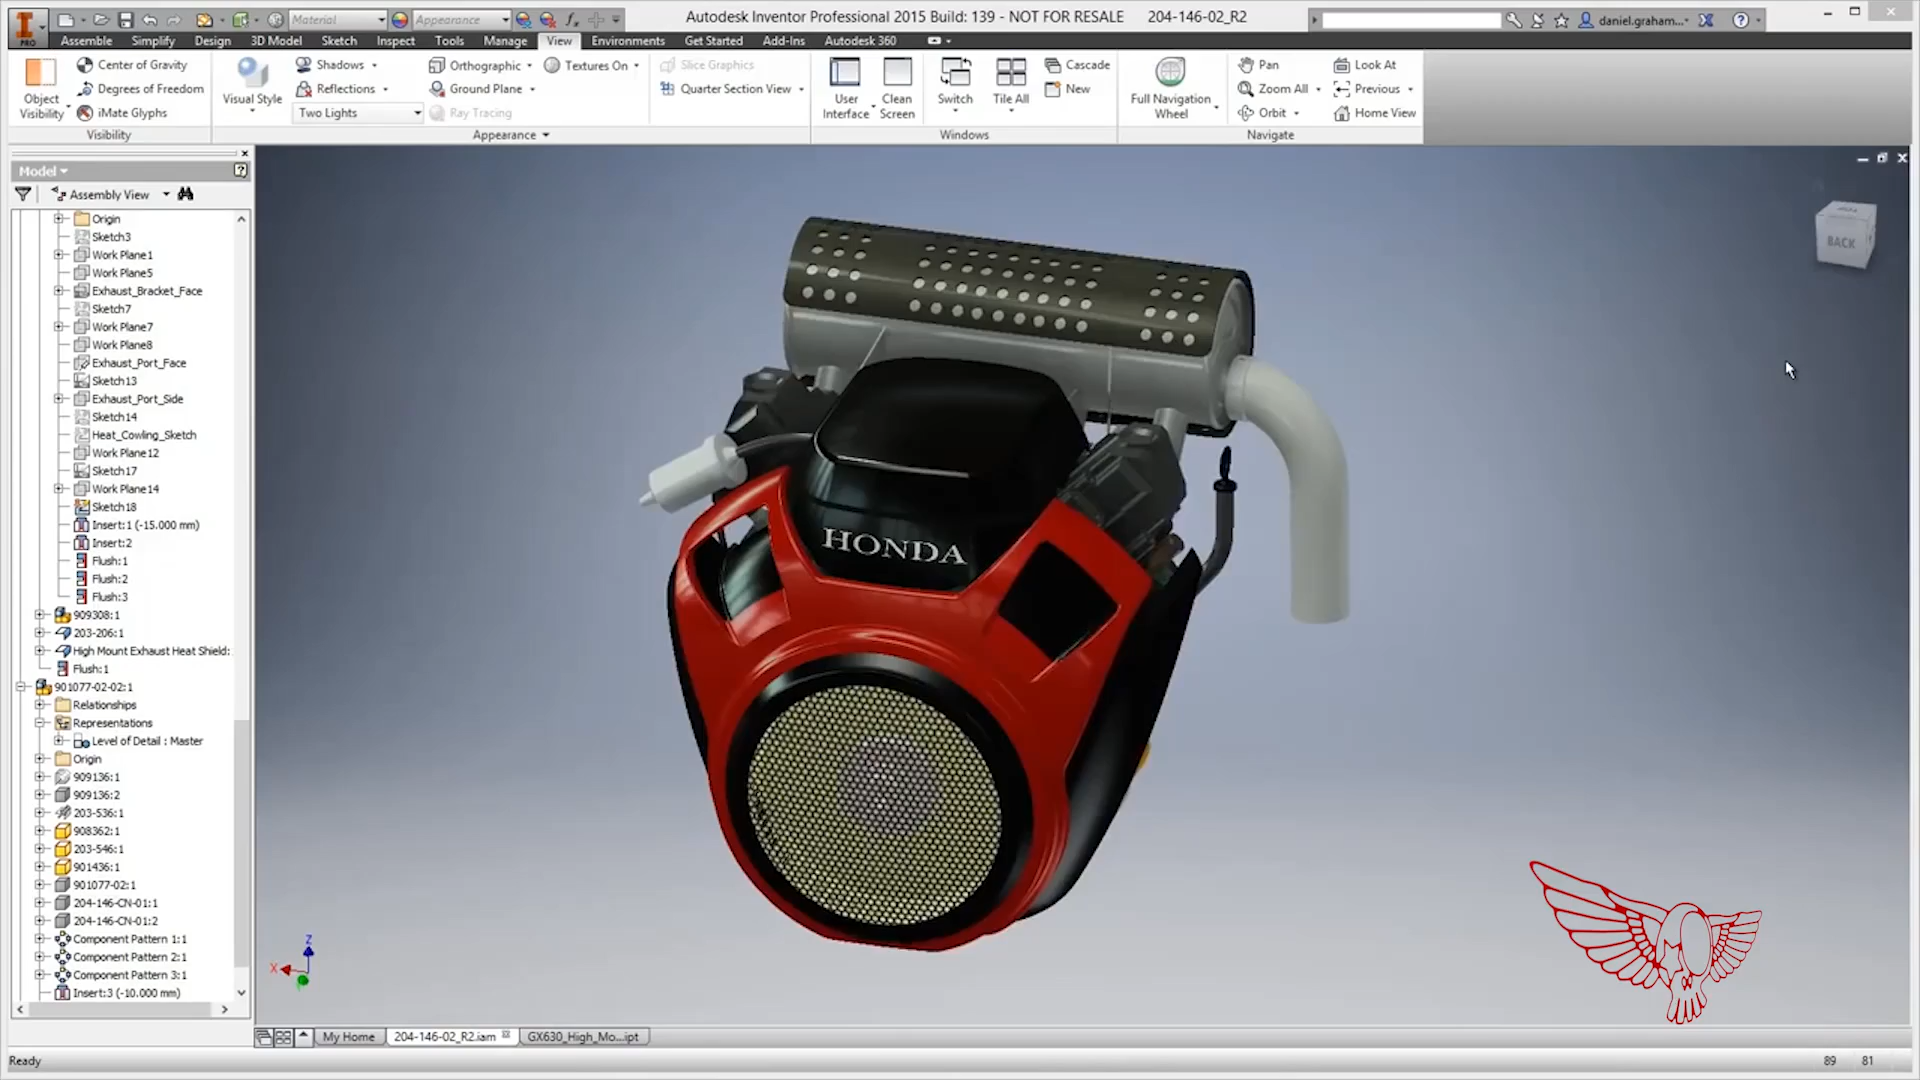 Material
Appearance
Autodesk Inventor Professional 2015 Build: 139 - NOT FOR RESALE 204-146-02_R2
daniel.graham...
PRO
Assemble Simplify Design 3D Model Sketch Inspect Tools Manage View Environments Get Started Add-Ins Autodesk 360
Object Visibility
Center of Gravity
Degrees of Freedom
iMate Glyphs
Visibility
Visual Style
Shadows
Reflections
Two Lights
Orthographic
Ground Plane
Ray Tracing
Textures On
Appearance
Slice Graphics
Quarter Section View
User Interface
Clean Screen
Switch
Tile All
Cascade
New
Windows
Full Navigation Wheel
Pan
Zoom All
Orbit
Look At
Previous
Home View
Navigate
Model
Assembly View
Origin
Sketch3
Work Plane1
Work Plane5
Exhaust_Bracket_Face
Sketch7
Work Plane7
Work Plane8
Exhaust_Port_Face
Sketch13
Exhaust_Port_Side
Sketch14
Heat_Cowling_Sketch
Work Plane12
Sketch17
Work Plane14
Sketch18
Insert:1 (-15.000 mm)
Insert:2
Flush:1
Flush:2
Flush:3
909308:1
203-206:1
High Mount Exhaust Heat Shield:
Flush:1
901077-02-02:1
Relationships
Representations
Level of Detail : Master
Origin
909136:1
909136:2
203-536:1
908362:1
203-546:1
901436:1
901077-02:1
204-146-CN-01:1
204-146-CN-01:2
Component Pattern 1:1
Component Pattern 2:1
Component Pattern 3:1
Insert:3 (-10.000 mm)
BACK
HONDA
Z
X
My Home
204-146-02_R2.iam
GX630_High_Mo...ipt
Ready
89 81